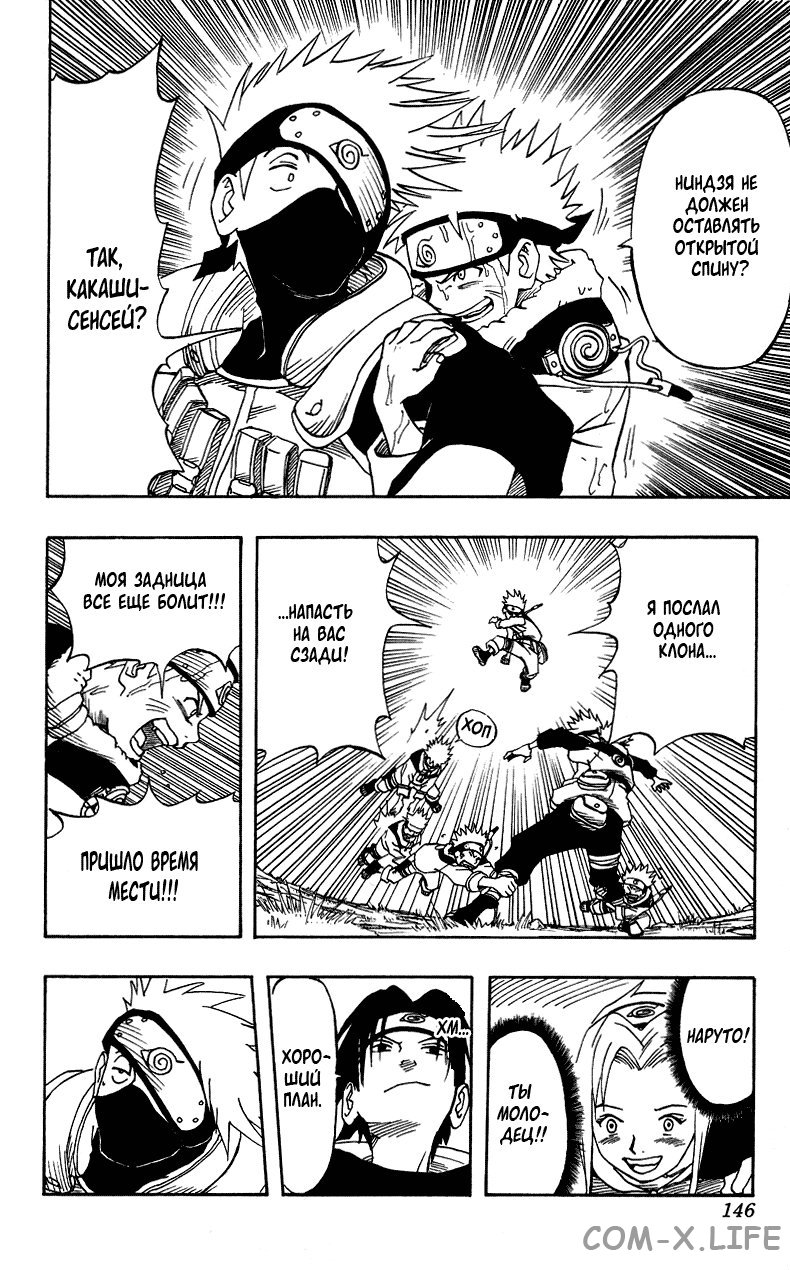 НИНДЗЯ НЕ
ДОЛЖЕН
ОСТАВЛЯТЬ
ОТКРЫТОЙ
СПИНУ?
ТАК,
КАКАШИ-
СЕНСЕЙ?
Я ПОСЛАЛ
ОДНОГО
КЛОНА...
...НАПАСТЬ
НА ВАС
СЗАДИ!
ХОП
МОЯ ЗАДНИЦА
ВСЕ ЕЩЕ БОЛИТ!!!
ПРИШЛО ВРЕМЯ
МЕСТИ!!!
НАРУТО!
ТЫ
МОЛО-
ДЕЦ!!
ХМ...
ХОРО-
ШИЙ
ПЛАН.
146
COM-X.LIFE